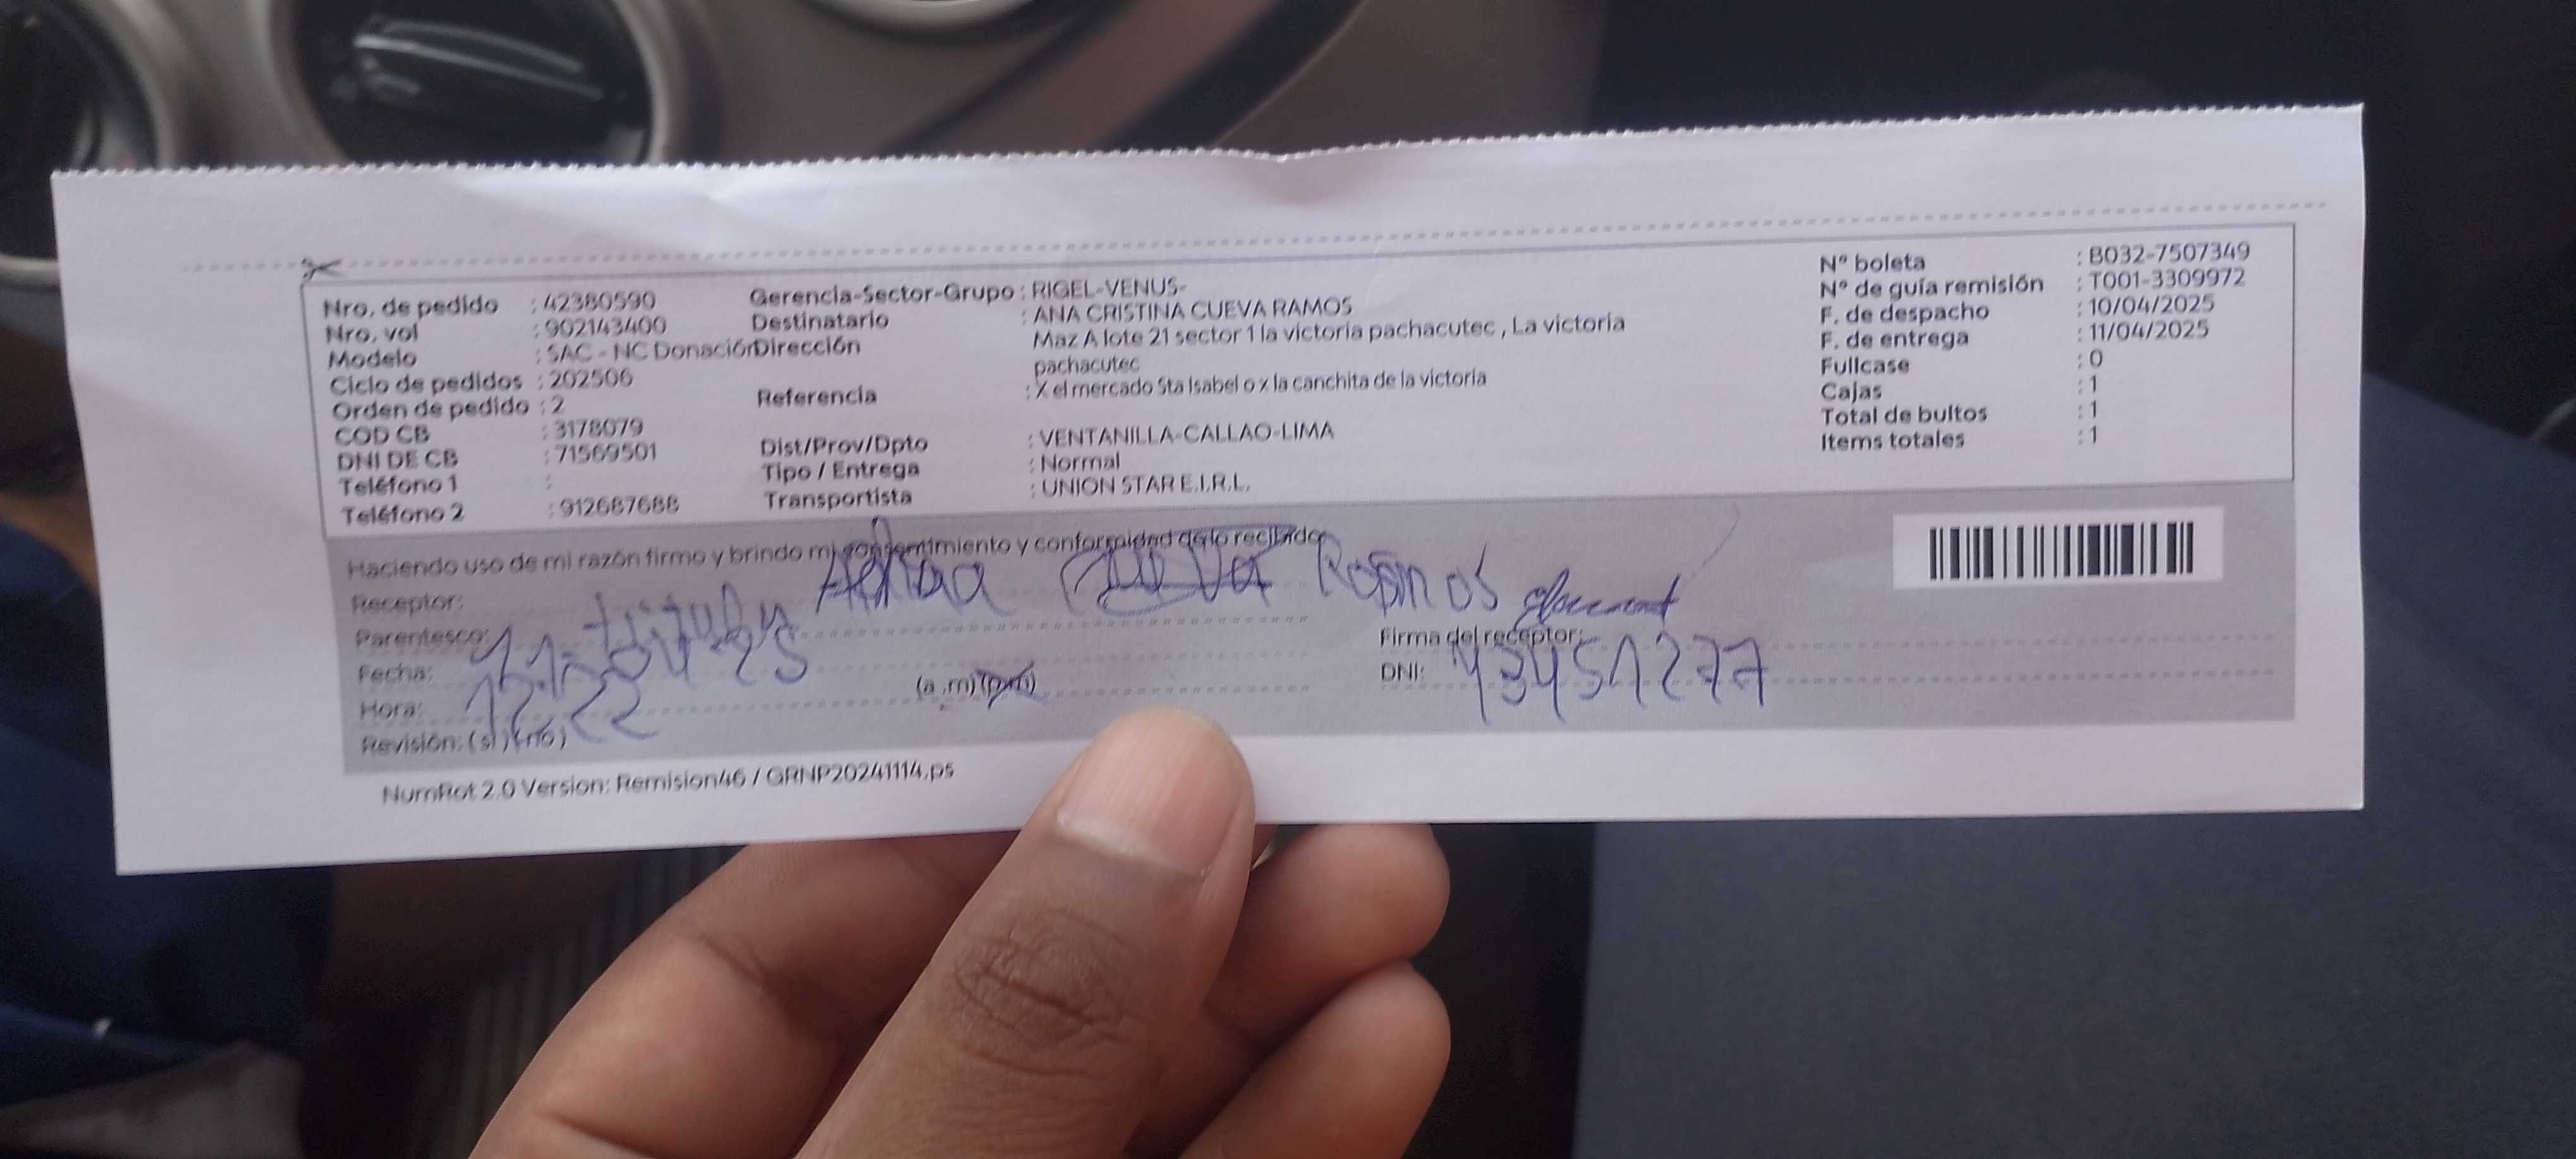 Nro. de pedido : 42380590
Nro. vol : 902143400
Modelo : SAC - NC Donación
Ciclo de pedidos : 202506
Orden de pedido : 2
COD CB : 3178079
DNI DE CB : 71569501
Teléfono 1 :
Teléfono 2 : 912687688
Gerencia-Sector-Grupo : RIGEL-VENUS-
Destinatario : ANA CRISTINA CUEVA RAMOS
Dirección Maz A lote 21 sector 1 la victoria pachacutec , La victoria
pachacutec
Referencia : X el mercado Sta Isabel o x la canchita de la victoria
Dist/Prov/Dpto : VENTANILLA-CALLAO-LIMA
Tipo / Entrega : Normal
Transportista : UNION STAR E.I.R.L.
N° boleta : B032-7507349
N° de guía remisión : T001-3309972
F. de despacho : 10/04/2025
F. de entrega : 11/04/2025
Fullcase : 0
Cajas : 1
Total de bultos : 1
Items totales : 1
Haciendo uso de mi razón firmo y brindo mi consentimiento y conformidad de lo recibido
Receptor: Cueva Ramos
Parentesco:
Fecha: 11-04-25
Hora: 12:22 (a .m) (p.m)
Revisión: (si) (no)
Firma del receptor:
DNI: 43451277
NumRot 2.0 Version: Remision46 / GRNP20241114.ps